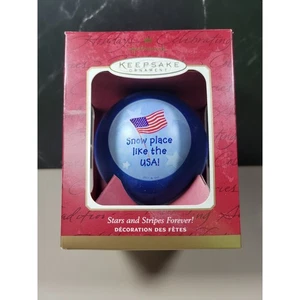 KEEPSAKE
ORNAMENT
Snow place
like the
USA!
Stars and Stripes Forever!
DÉCORATION DES FÊTES